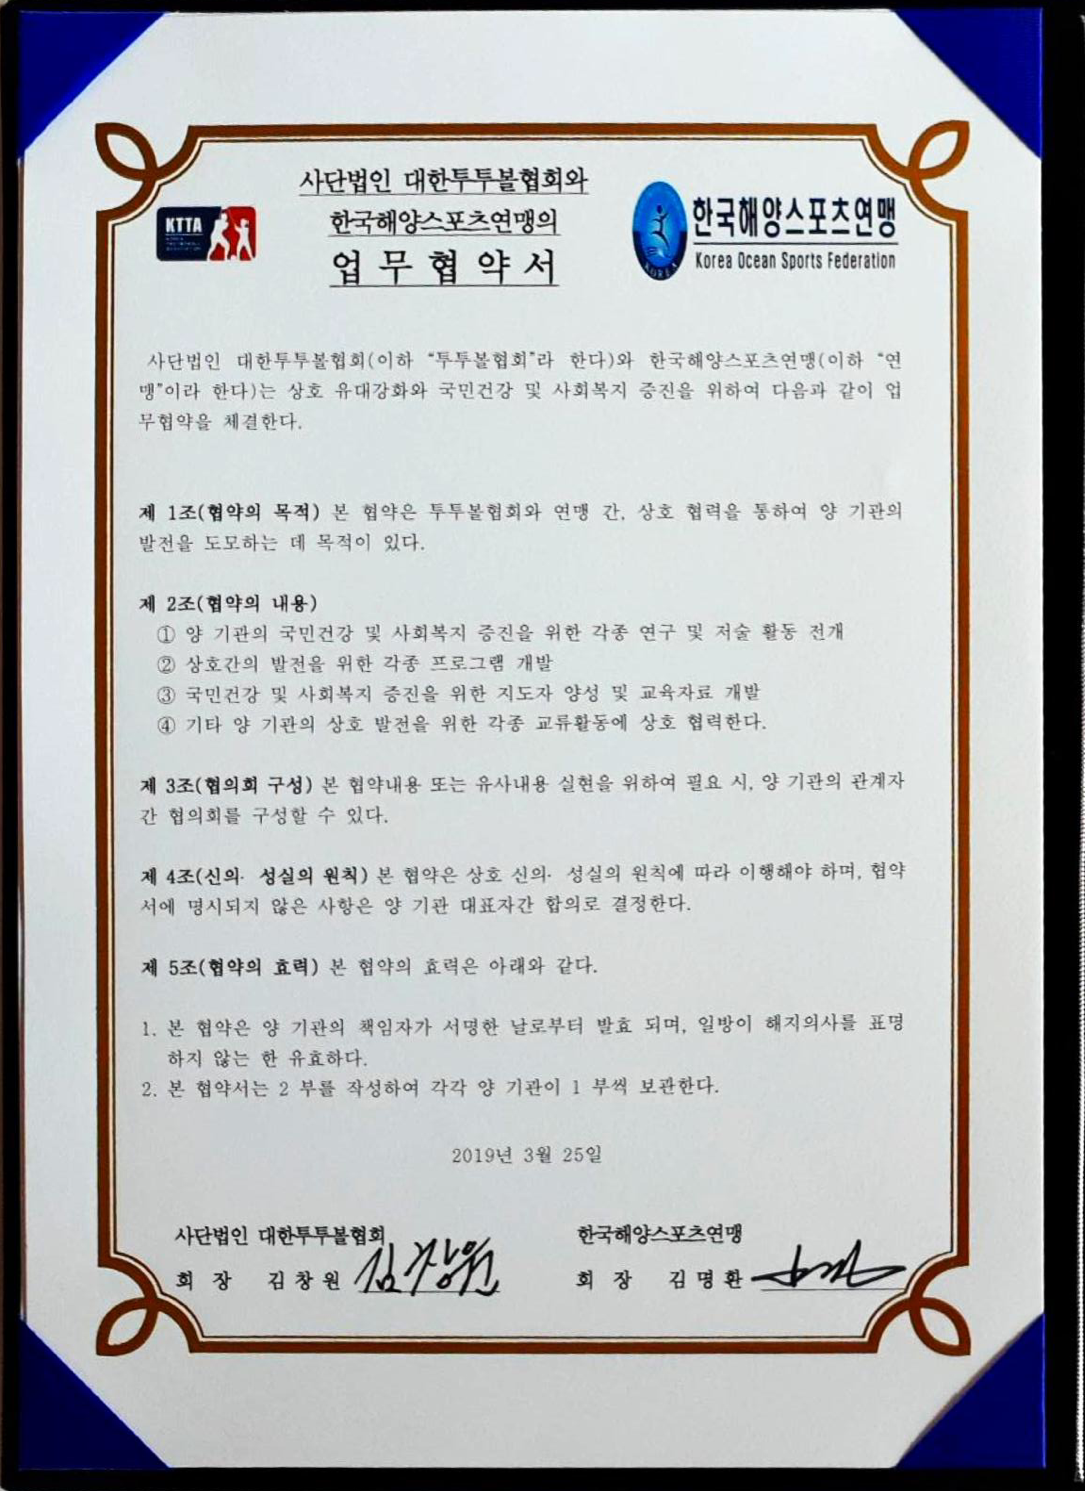 사단법인 대한투투볼협회와
한국해양스포츠연맹의
업 무 협 약 서
KTTA
한국해양스포츠연맹
Korea Ocean Sports Federation
KOREA
사단법인 대한투투볼협회(이하 “투투볼협회”라 한다)와 한국해양스포츠연맹(이하 “연
맹”이라 한다)는 상호 유대강화와 국민건강 및 사회복지 증진을 위하여 다음과 같이 업
무협약을 체결한다.
제 1조(협약의 목적) 본 협약은 투투볼협회와 연맹 간, 상호 협력을 통하여 양 기관의
발전을 도모하는 데 목적이 있다.
제 2조(협약의 내용)
① 양 기관의 국민건강 및 사회복지 증진을 위한 각종 연구 및 저술 활동 전개
② 상호간의 발전을 위한 각종 프로그램 개발
③ 국민건강 및 사회복지 증진을 위한 지도자 양성 및 교육자료 개발
④ 기타 양 기관의 상호 발전을 위한 각종 교류활동에 상호 협력한다.
제 3조(협의회 구성) 본 협약내용 또는 유사내용 실현을 위하여 필요 시, 양 기관의 관계자
간 협의회를 구성할 수 있다.
제 4조(신의· 성실의 원칙) 본 협약은 상호 신의· 성실의 원칙에 따라 이행해야 하며, 협약
서에 명시되지 않은 사항은 양 기관 대표자간 합의로 결정한다.
제 5조(협약의 효력) 본 협약의 효력은 아래와 같다.
1. 본 협약은 양 기관의 책임자가 서명한 날로부터 발효 되며, 일방이 해지의사를 표명
하지 않는 한 유효하다.
2. 본 협약서는 2 부를 작성하여 각각 양 기관이 1 부씩 보관한다.
2019년 3월 25일
사단법인 대한투투볼협회
회 장 김창원 김창원
한국해양스포츠연맹
회 장 김명환